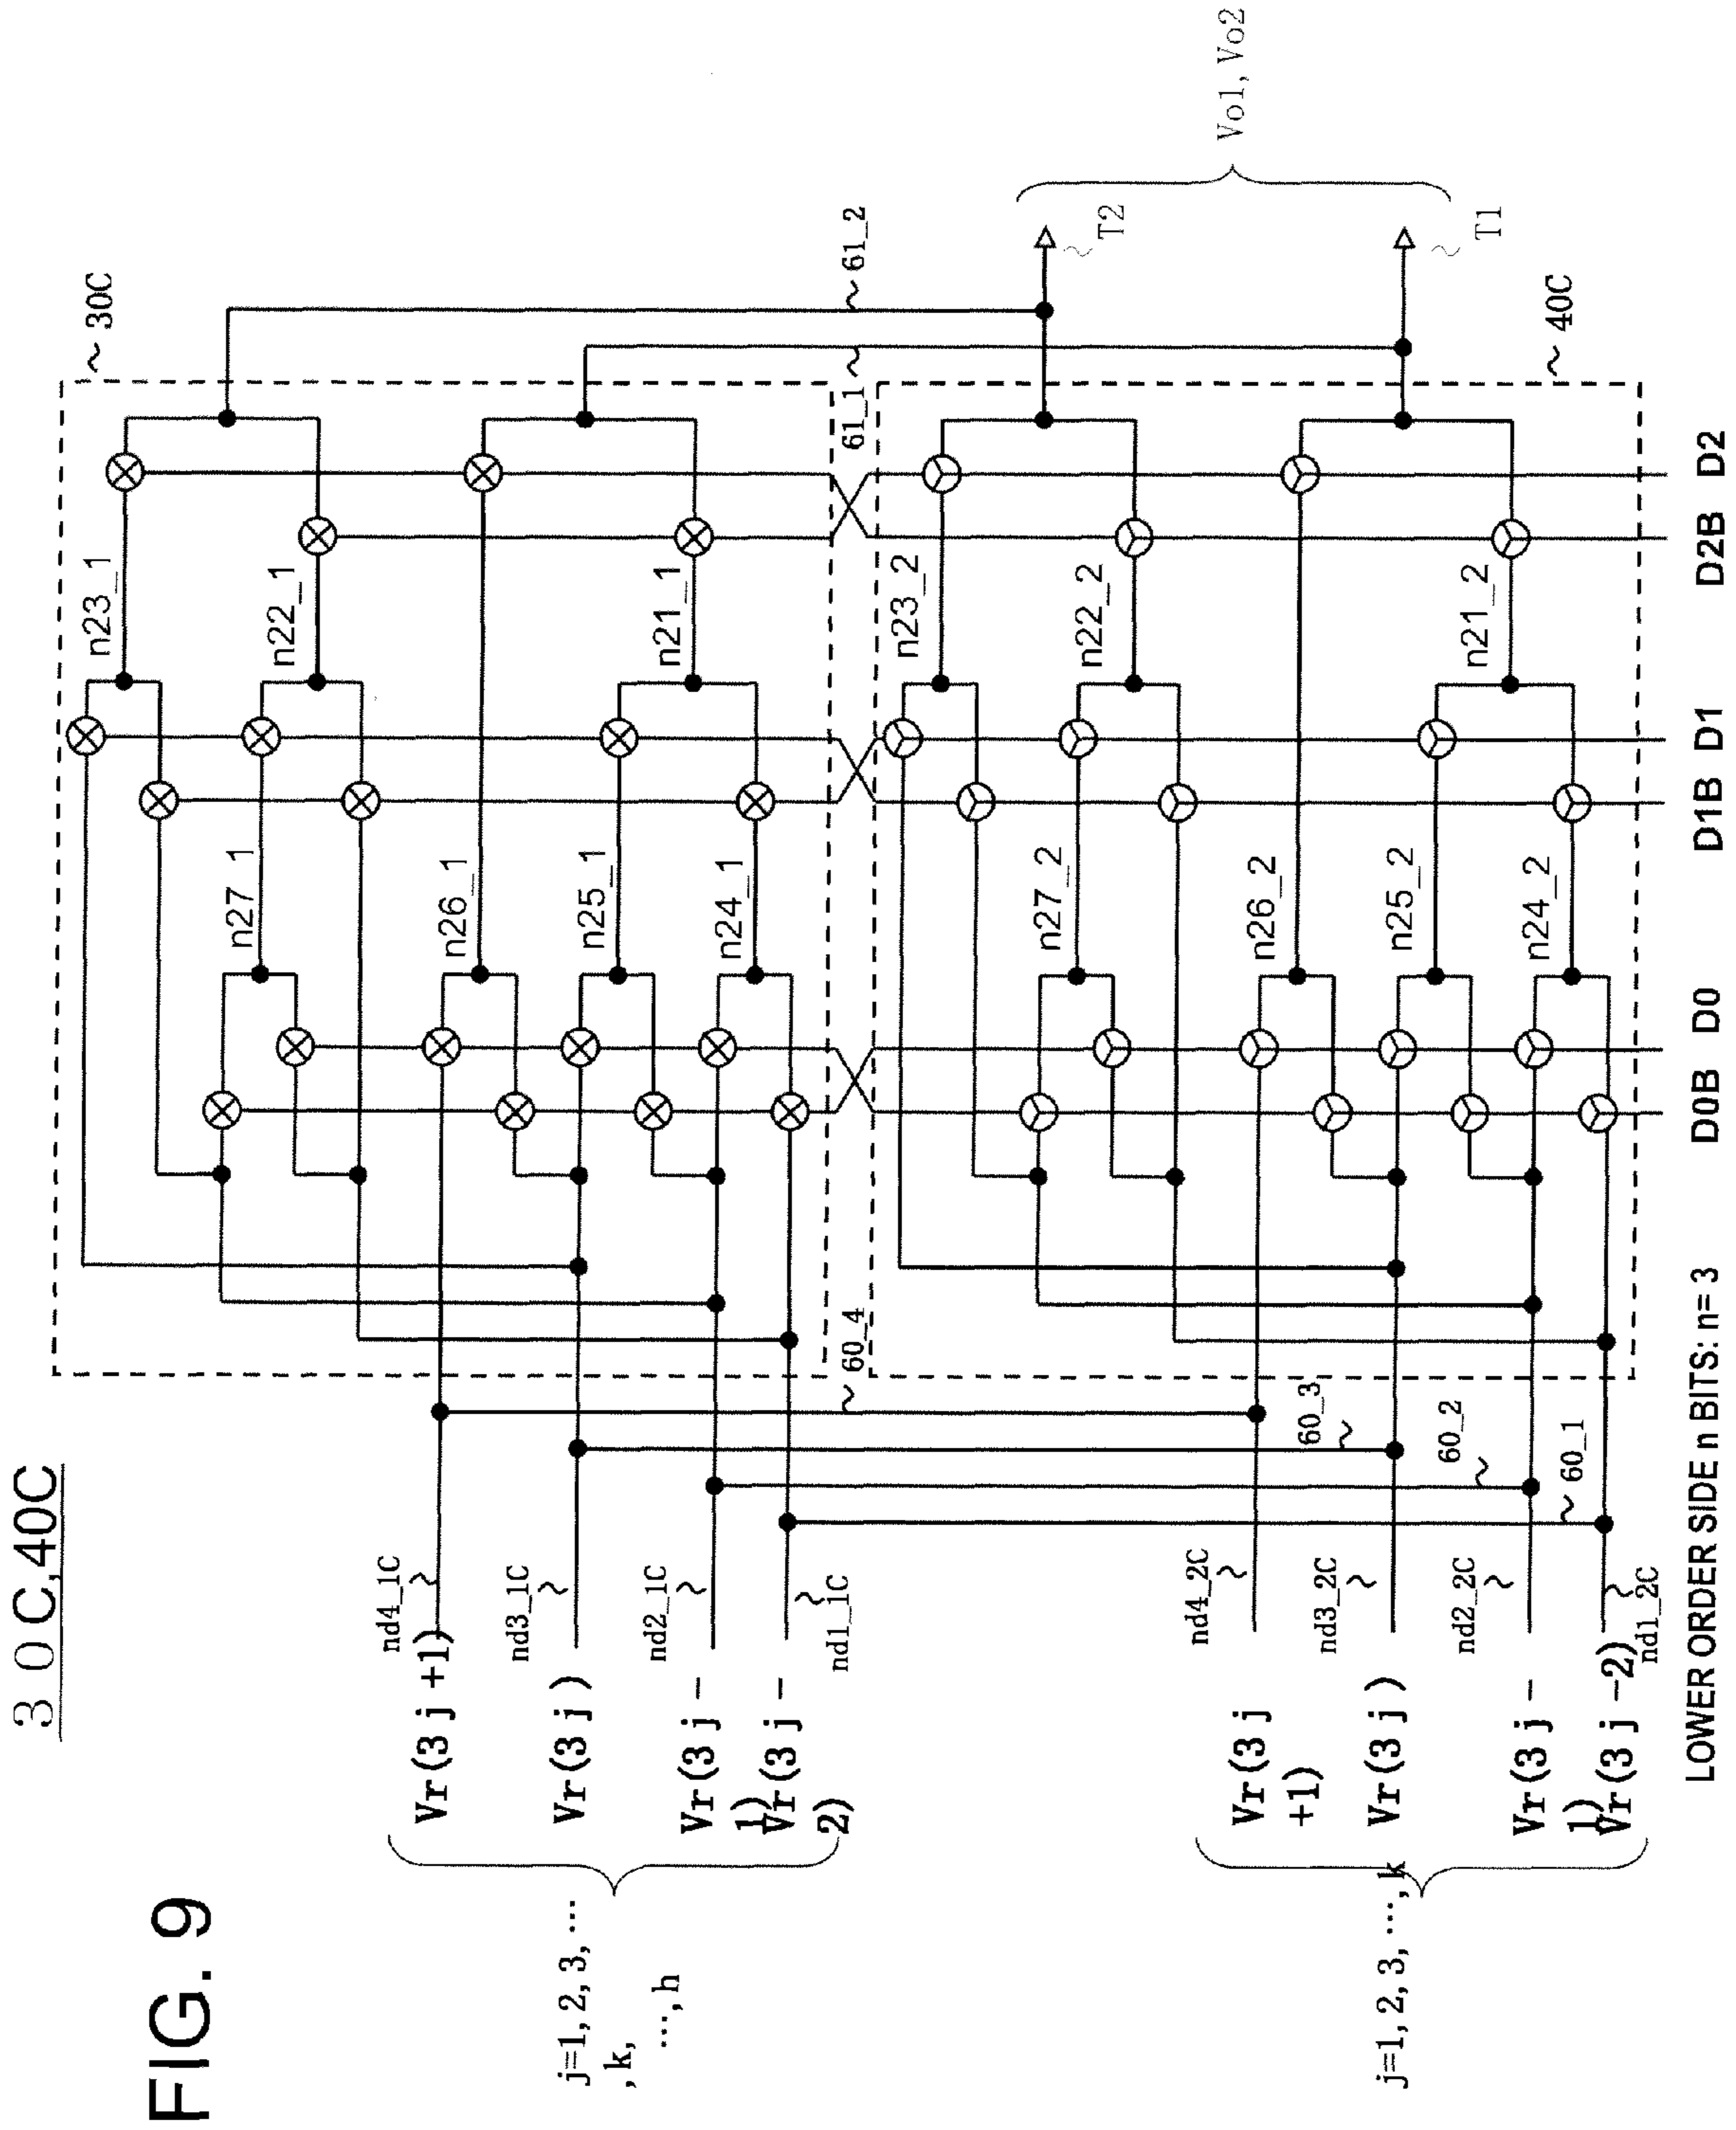 FIG. 9
30C,40C
j=1, 2, 3, ...
,k,
...,h
Vr(3j+1)
Vr(3j)
Vr(3j-
1)
Vr(3j-
2)
nd4_1C
nd3_1C
nd2_1C
nd1_1C
j=1, 2, 3, ...,k
Vr(3j
+1)
Vr(3j)
Vr(3j-
1)
Vr(3j-2)
nd4_2C
nd3_2C
nd2_2C
nd1_2C
60_4
60_3
60_2
60_1
n23_1
n22_1
n21_1
n27_1
n26_1
n25_1
n24_1
n23_2
n22_2
n21_2
n27_2
n26_2
n25_2
n24_2
30C
40C
61_1
61_2
T2
T1
Vo1, Vo2
LOWER ORDER SIDE n BITS: n=3
D0B D0
D1B D1
D2B D2